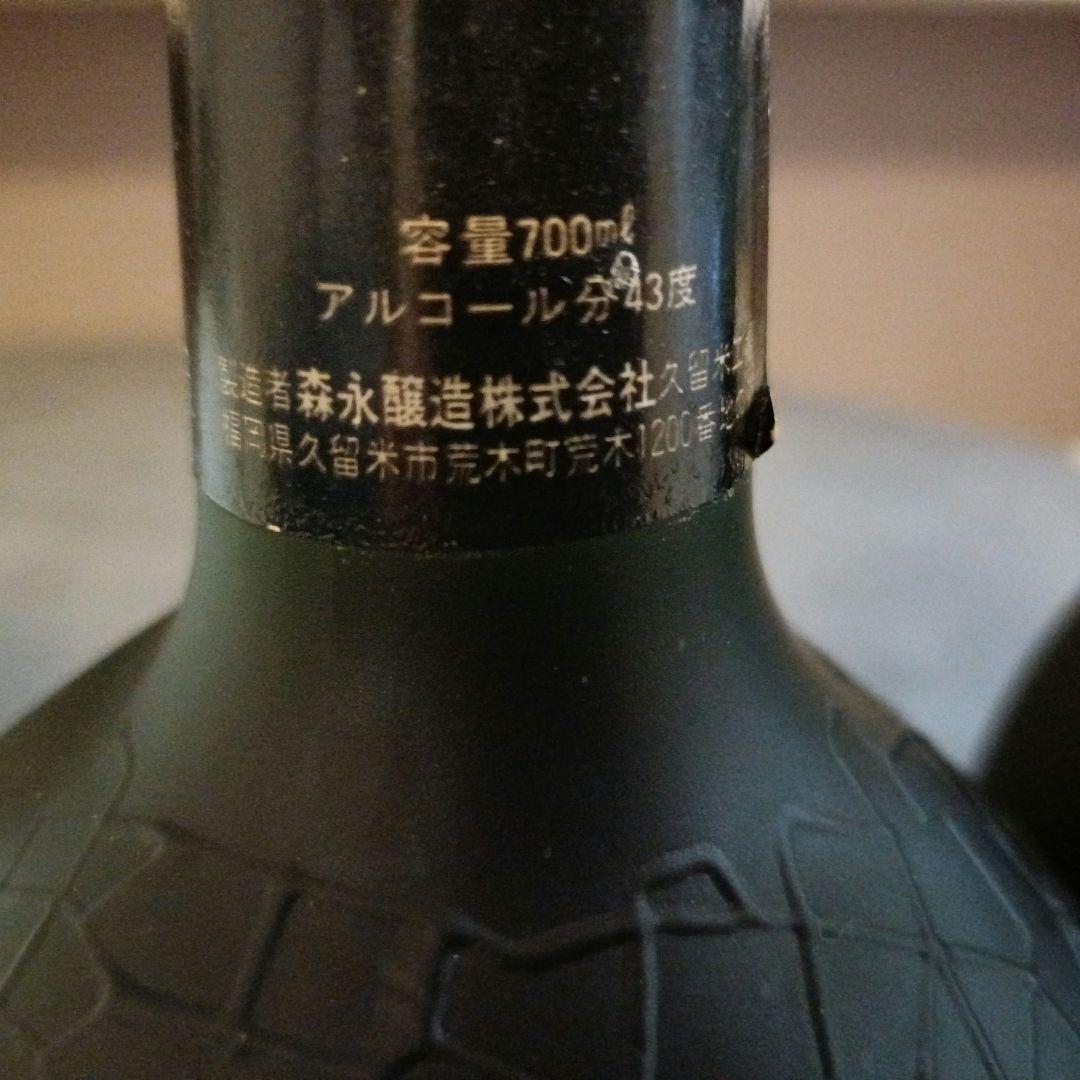 容量700mℓ
アルコール分43度
製造者森永醸造株式会社久留米工
福岡県久留米市荒木町荒木1200番地